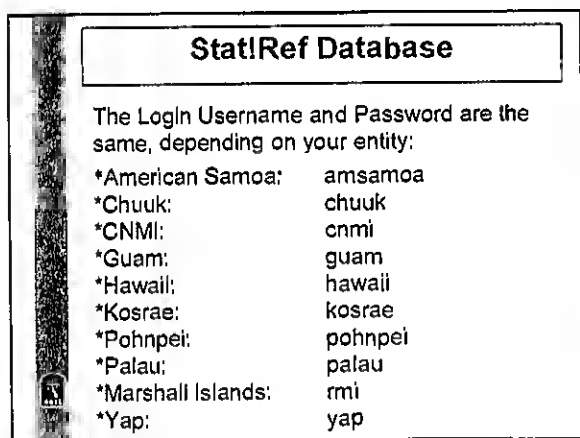 Stat!Ref Database
The LogIn Username and Password are the
same, depending on your entity:
*American Samoa: amsamoa
*Chuuk: chuuk
*CNMI: cnmi
*Guam: guam
*Hawaii: hawaii
*Kosrae: kosrae
*Pohnpei: pohnpei
*Palau: palau
*Marshall Islands: rmi
*Yap: yap